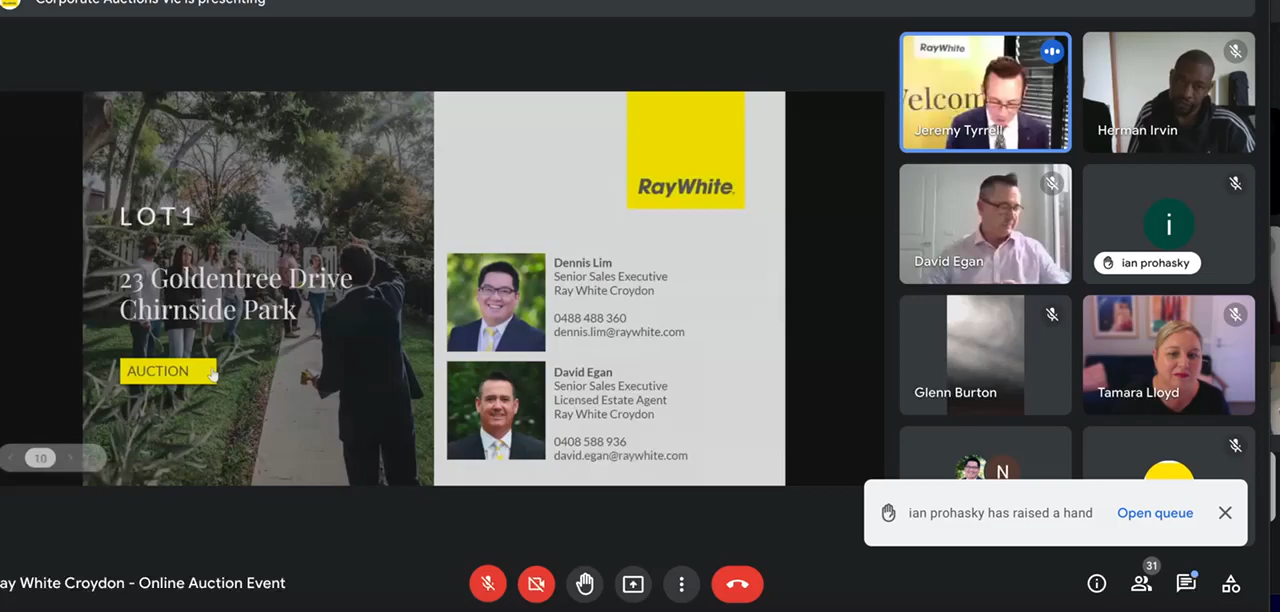 Corporate Auctions Vic is presenting
LOT1
23 Goldentree Drive
Chirnside Park
AUCTION
10
RayWhite.
Dennis Lim
Senior Sales Executive
Ray White Croydon
0488 488 360
dennis.lim@raywhite.com
David Egan
Senior Sales Executive
Licensed Estate Agent
Ray White Croydon
0408 588 936
david.egan@raywhite.com
RayWhite
Welcom
Jeremy Tyrrell
Herman Irvin
David Egan
i
ian prohasky
Glenn Burton
Tamara Lloyd
N
ian prohasky has raised a hand
Open queue
ay White Croydon - Online Auction Event
31